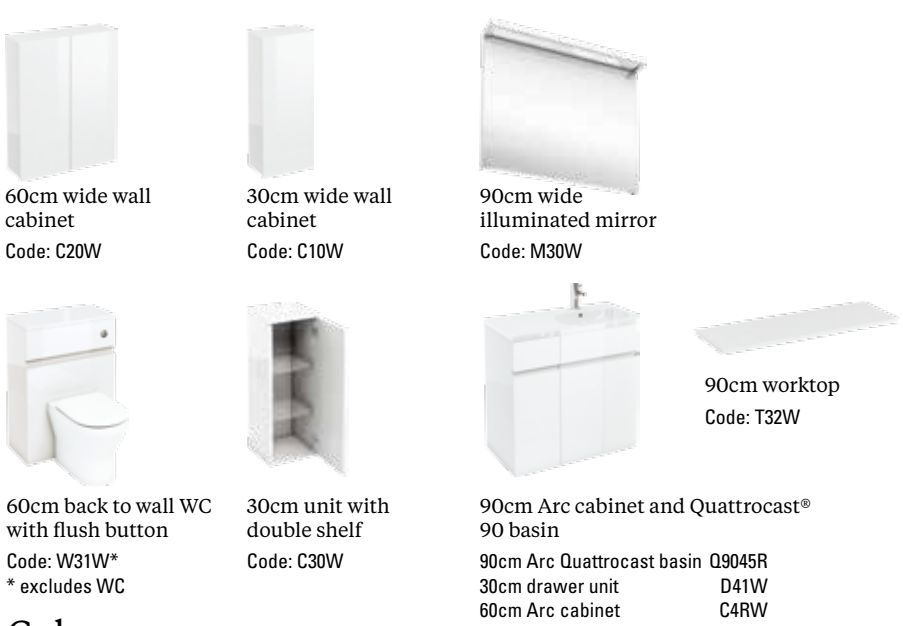 60cm wide wall
cabinet
Code: C20W
30cm wide wall
cabinet
Code: C10W
90cm wide
illuminated mirror
Code: M30W
60cm back to wall WC
with flush button
Code: W31W*
* excludes WC
30cm unit with
double shelf
Code: C30W
90cm Arc cabinet and Quattrocast®
90 basin
90cm Arc Quattrocast basin Q9045R
30cm drawer unit D41W
60cm Arc cabinet C4RW
90cm worktop
Code: T32W